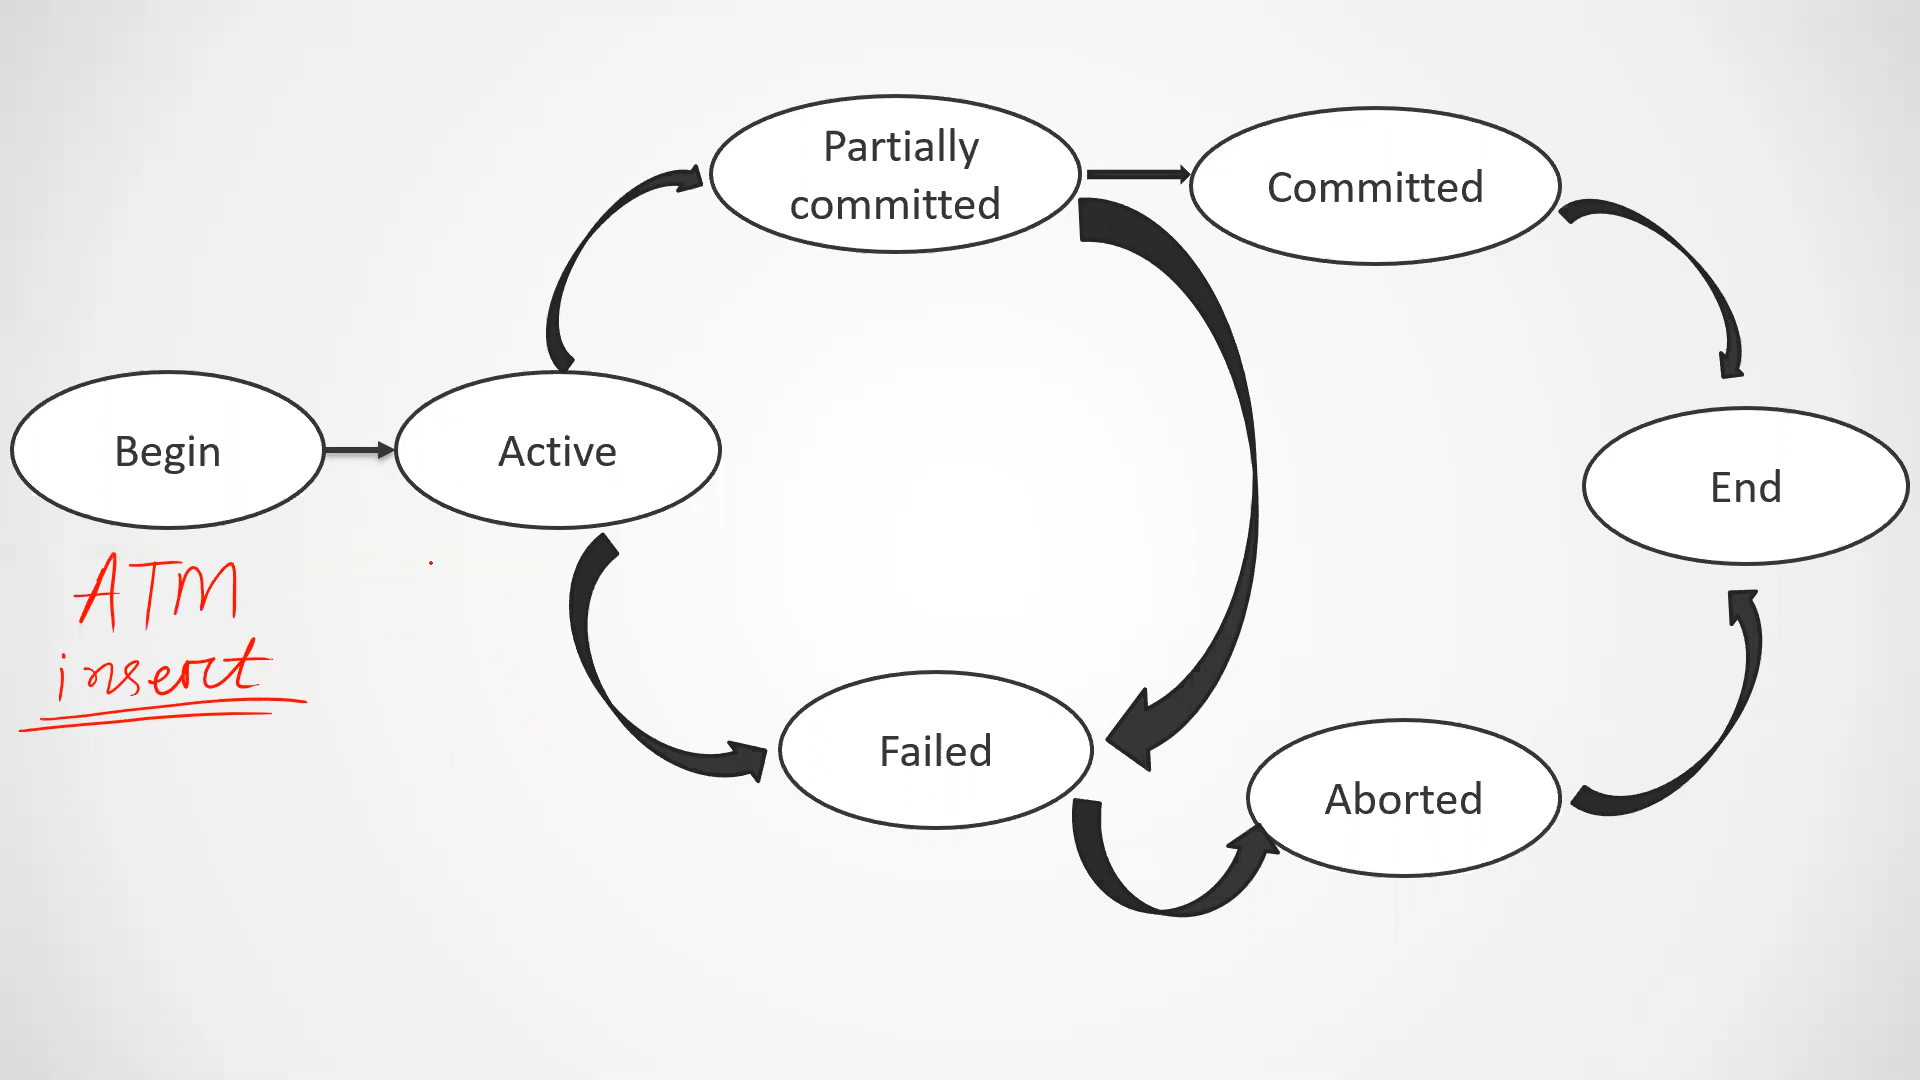 Partially
committed
Committed
Begin
Active
End
ATM
insert
Failed
Aborted